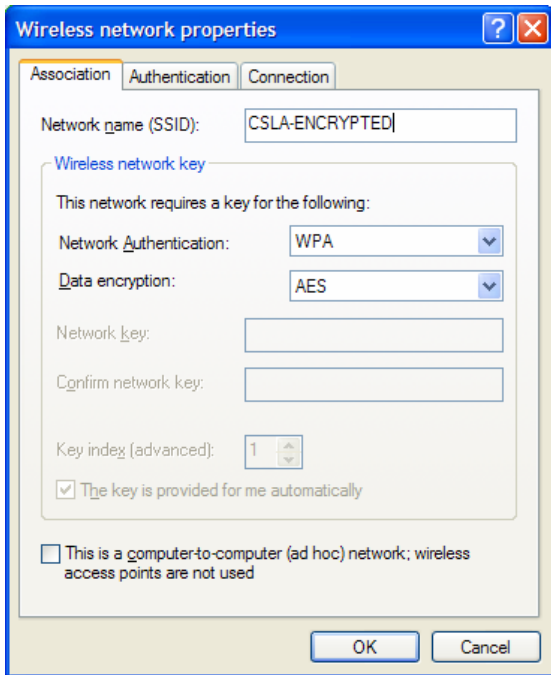 Wireless network properties
?
Association Authentication Connection
Network name (SSID): CSLA-ENCRYPTED
Wireless network key
This network requires a key for the following:
Network Authentication: WPA
Data encryption: AES
Network key:
Confirm network key:
Key index (advanced): 1
The key is provided for me automatically
This is a computer-to-computer (ad hoc) network; wireless
access points are not used
OK Cancel